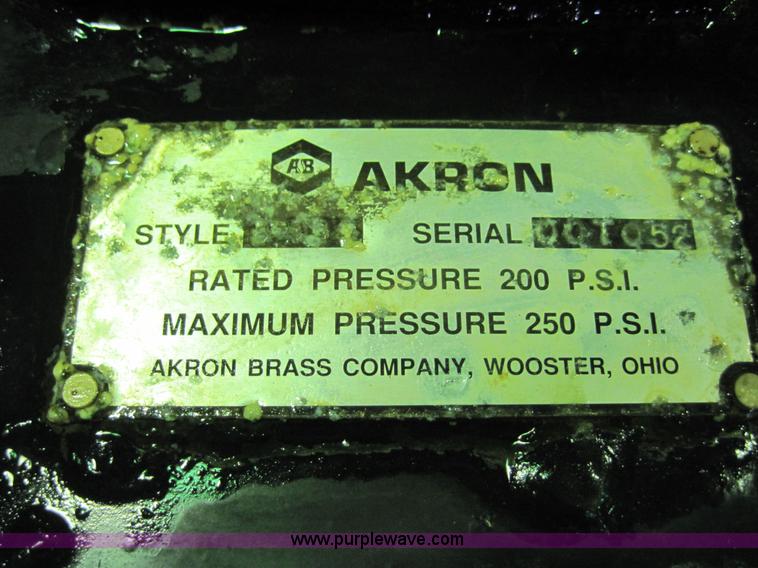 AB AKRON
STYLE SERIAL
RATED PRESSURE 200 P.S.I.
MAXIMUM PRESSURE 250 P.S.I.
AKRON BRASS COMPANY, WOOSTER, OHIO
www.purplewave.com